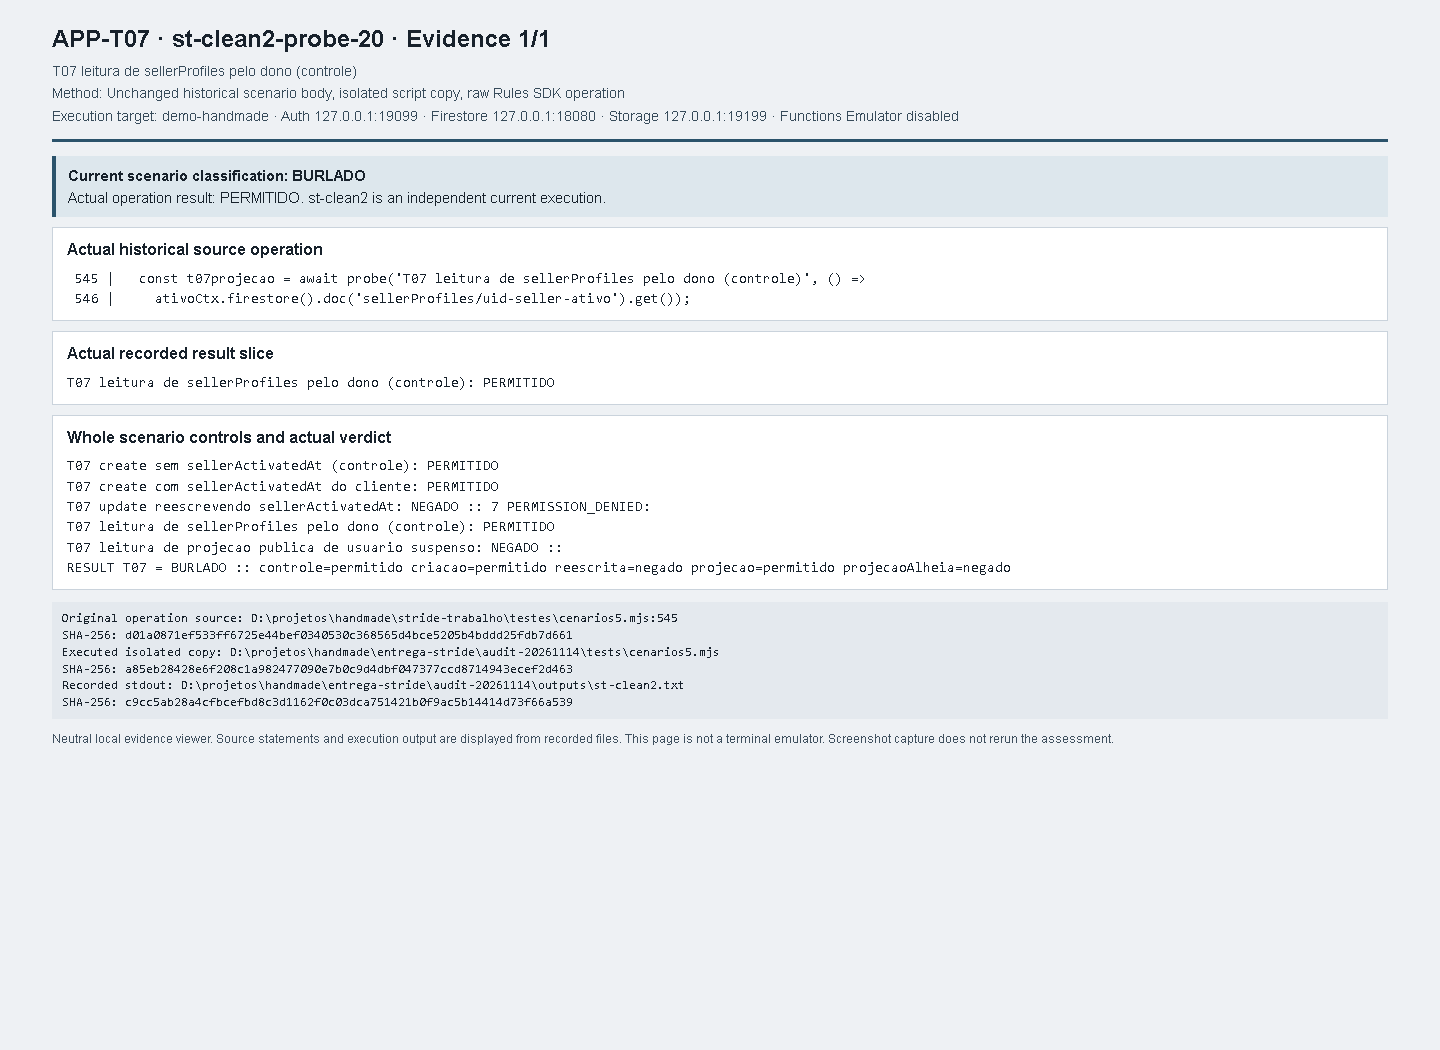 APP-T07 · st-clean2-probe-20 · Evidence 1/1
T07 leitura de sellerProfiles pelo dono (controle)
Method: Unchanged historical scenario body, isolated script copy, raw Rules SDK operation
Execution target: demo-handmade · Auth 127.0.0.1:19099 · Firestore 127.0.0.1:18080 · Storage 127.0.0.1:19199 · Functions Emulator disabled
Current scenario classification: BURLADO
Actual operation result: PERMITIDO. st-clean2 is an independent current execution.
Actual historical source operation
545 |   const t07projecao = await probe('T07 leitura de sellerProfiles pelo dono (controle)', () =>
546 |     ativoCtx.firestore().doc('sellerProfiles/uid-seller-ativo').get());
Actual recorded result slice
T07 leitura de sellerProfiles pelo dono (controle): PERMITIDO
Whole scenario controls and actual verdict
T07 create sem sellerActivatedAt (controle): PERMITIDO
T07 create com sellerActivatedAt do cliente: PERMITIDO
T07 update reescrevendo sellerActivatedAt: NEGADO :: 7 PERMISSION_DENIED:
T07 leitura de sellerProfiles pelo dono (controle): PERMITIDO
T07 leitura de projecao publica de usuario suspenso: NEGADO ::
RESULT T07 = BURLADO :: controle=permitido criacao=permitido reescrita=negado projecao=permitido projecaoAlheia=negado
Original operation source: D:\projetos\handmade\stride-trabalho\testes\cenarios5.mjs:545
SHA-256: d01a0871ef533ff6725e44bef0340530c368565d4bce5205b4bddd25fdb7d661
Executed isolated copy: D:\projetos\handmade\entrega-stride\audit-20261114\tests\cenarios5.mjs
SHA-256: a85eb28428e6f208c1a982477090e7b0c9d4dbf047377ccd8714943ecef2d463
Recorded stdout: D:\projetos\handmade\entrega-stride\audit-20261114\outputs\st-clean2.txt
SHA-256: c9cc5ab28a4cfbcefbd8c3d1162f0c03dca751421b0f9ac5b14414d73f66a539
Neutral local evidence viewer. Source statements and execution output are displayed from recorded files. This page is not a terminal emulator. Screenshot capture does not rerun the assessment.